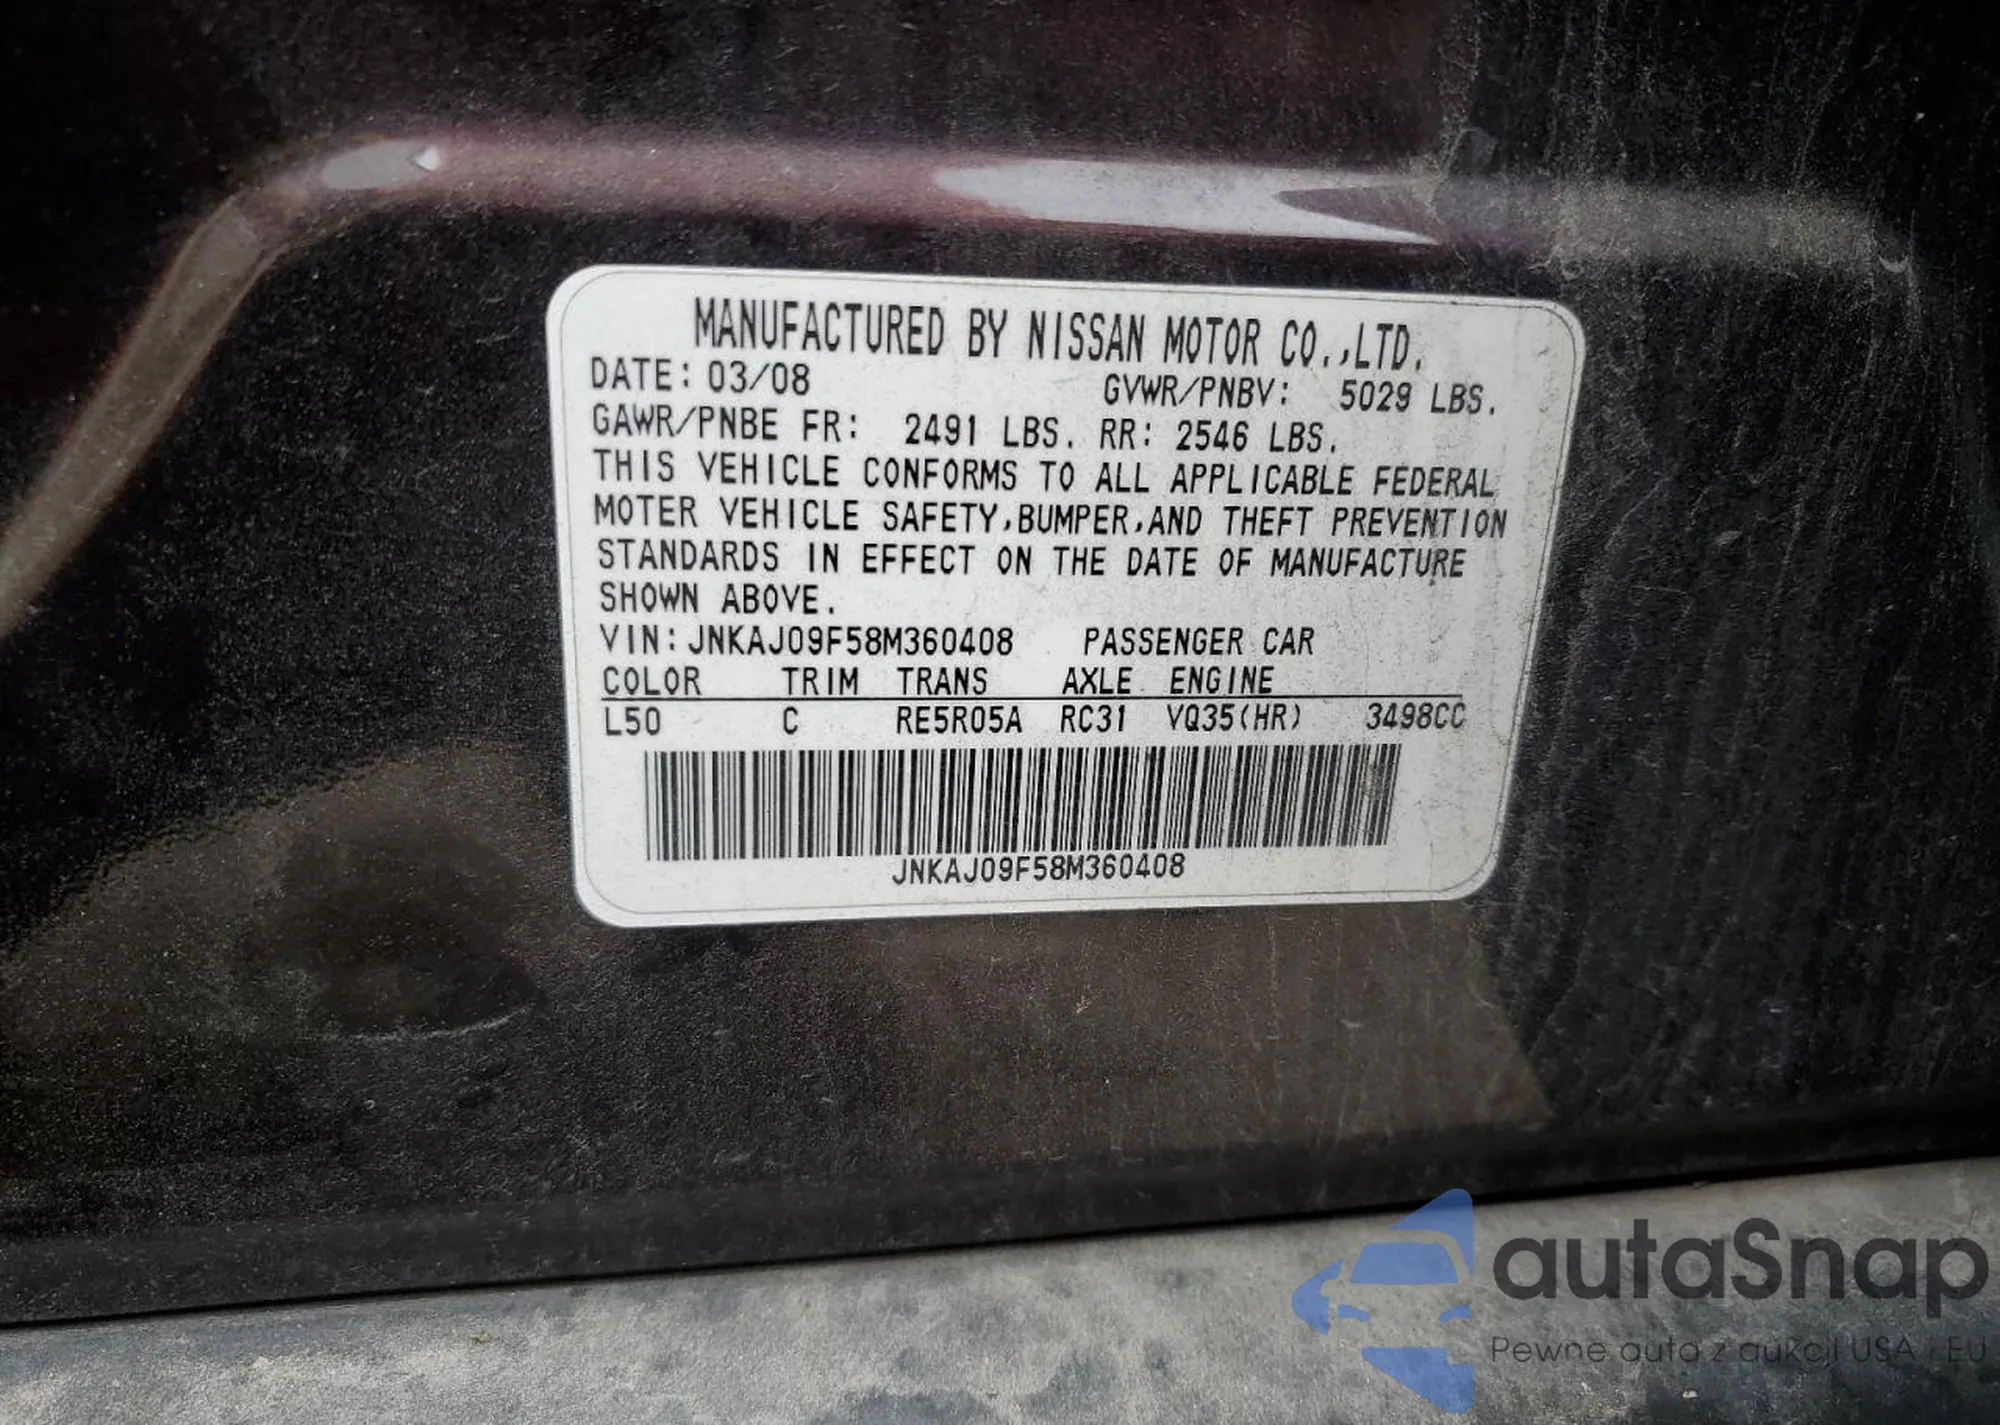 MANUFACTURED BY NISSAN MOTOR CO.,LTD.
DATE: 03/08 GVWR/PNBV: 5029 LBS.
GAWR/PNBE FR: 2491 LBS. RR: 2546 LBS.
THIS VEHICLE CONFORMS TO ALL APPLICABLE FEDERAL
MOTER VEHICLE SAFETY,BUMPER,AND THEFT PREVENTION
STANDARDS IN EFFECT ON THE DATE OF MANUFACTURE
SHOWN ABOVE.
VIN:JNKAJ09F58M360408 PASSENGER CAR
COLOR TRIM TRANS AXLE ENGINE
L50 C RE5R05A RC31 VQ35(HR) 3498CC
JNKAJ09F58M360408
autaSnap
Pewne auta z aukcji USA i EU